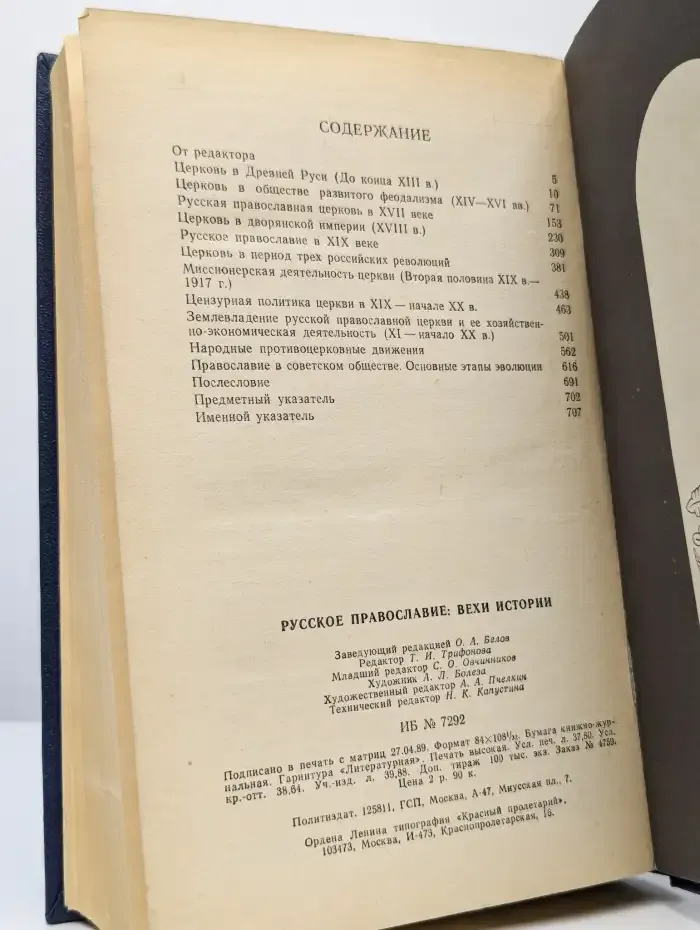 СОДЕРЖАНИЕ
От редактора 5
Церковь в Древней Руси (До конца XIII в.) 10
Церковь в обществе развитого феодализма (XIV—XVI вв.) 71
Русская православная церковь в XVII веке 153
Церковь в дворянской империи (XVIII в.) 230
Русское православие в XIX веке 309
Церковь в период трех российских революций 381
Миссионерская деятельность церкви (Вторая половина XIX в.—
1917 г.) 438
Цензурная политика церкви в XIX — начале XX в. 463
Землевладение русской православной церкви и ее хозяйствен-
но-экономическая деятельность (XI — начало XX в.) 501
Народные противоцерковные движения 562
Православие в советском обществе. Основные этапы эволюции 616
Послесловие 691
Предметный указатель 702
Именной указатель 707
РУССКОЕ ПРАВОСЛАВИЕ: ВЕХИ ИСТОРИИ
Заведующий редакцией О. А. Белов
Редактор Т. И. Трифонова
Младший редактор С. О. Овчинников
Художник А. Л. Болеза
Художественный редактор А. А. Пчелкин
Технический редактор Н. К. Капустина
ИБ № 7292
Подписано в печать с матриц 27.04.89. Формат 84×108¹/₃₂. Бумага книжно-жур-
нальная. Гарнитура «Литературная». Печать высокая. Усл. печ. л. 37,80. Усл.
кр.-отт. 38,64. Уч.-изд. л. 39,88. Доп. тираж 100 тыс. экз. Заказ № 4759.
Цена 2 р. 90 к.
Политиздат. 125811, ГСП, Москва, А-47, Миусская пл., 7.
Ордена Ленина типография «Красный пролетарий».
103473, Москва, И-473, Краснопролетарская, 16.